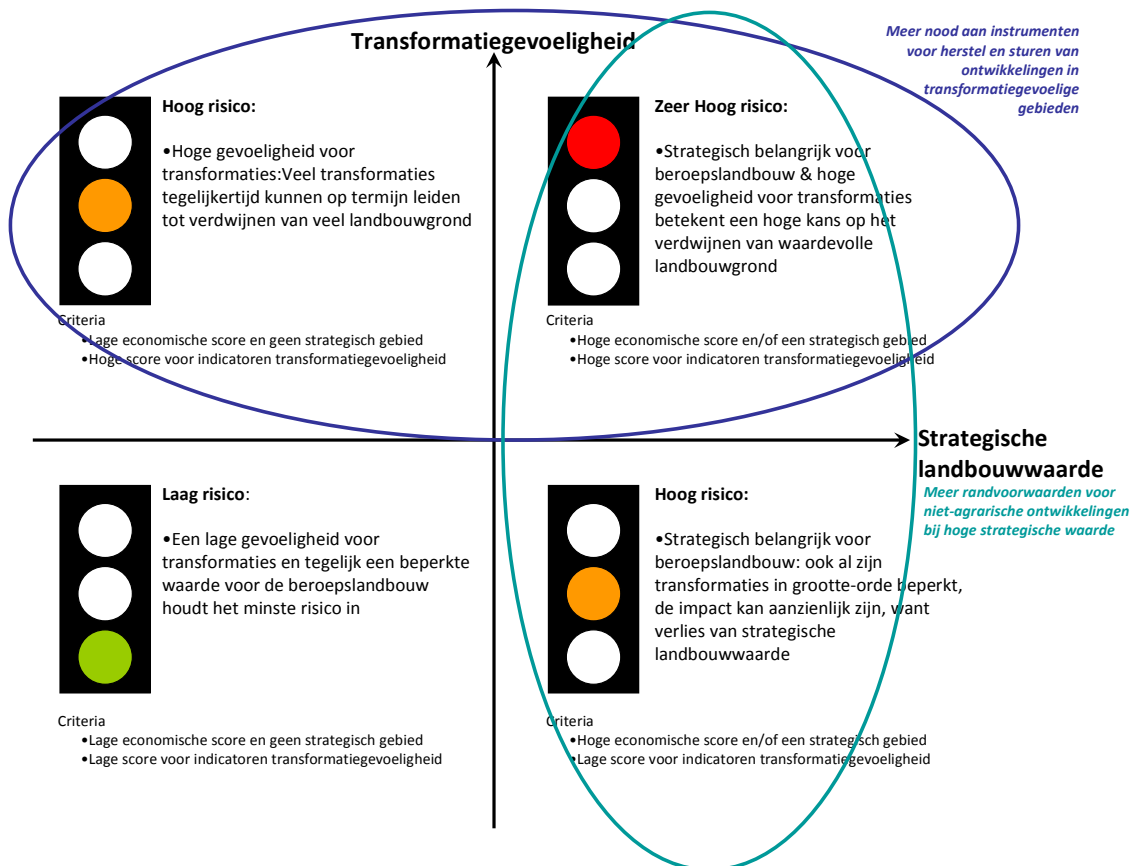 Transformatiegevoeligheid
Meer nood aan instrumenten
voor herstel en sturen van
ontwikkelingen in
transformatiegevoelige
gebieden
Hoog risico:
•Hoge gevoeligheid voor
transformaties:Veel transformaties
tegelijkertijd kunnen op termijn leiden
tot verdwijnen van veel landbouwgrond
Criteria
•Lage economische score en geen strategisch gebied
•Hoge score voor indicatoren transformatiegevoeligheid
Zeer Hoog risico:
•Strategisch belangrijk voor
beroepslandbouw & hoge
gevoeligheid voor transformaties
betekent een hoge kans op het
verdwijnen van waardevolle
landbouwgrond
Criteria
•Hoge economische score en/of een strategisch gebied
•Hoge score voor indicatoren transformatiegevoeligheid
Strategische
landbouwwaarde
Meer randvoorwaarden voor
niet-agrarische ontwikkelingen
bij hoge strategische waarde
Laag risico:
•Een lage gevoeligheid voor
transformaties en tegelijk een beperkte
waarde voor de beroepslandbouw
houdt het minste risico in
Criteria
•Lage economische score en geen strategisch gebied
•Lage score voor indicatoren transformatiegevoeligheid
Hoog risico:
•Strategisch belangrijk voor
beroepslandbouw: ook al zijn
transformaties in grootte-orde beperkt,
de impact kan aanzienlijk zijn, want
verlies van strategische
landbouwwaarde
Criteria
•Hoge economische score en/of een strategisch gebied
•Lage score voor indicatoren transformatiegevoeligheid